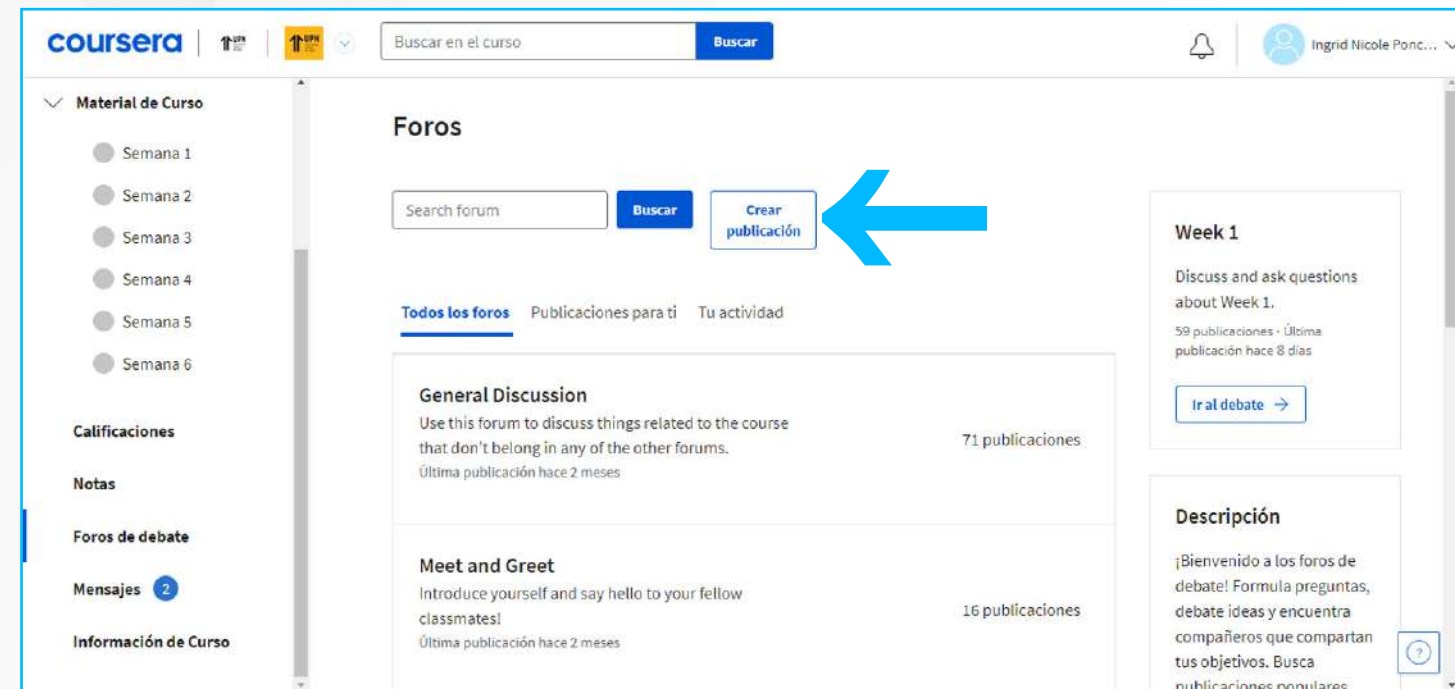 coursera
UPN
UPN
Buscar en el curso
Buscar
Ingrid Nicole Ponc...
Material de Curso
Semana 1
Semana 2
Semana 3
Semana 4
Semana 5
Semana 6
Calificaciones
Notas
Foros de debate
Mensajes 2
Información de Curso
Foros
Search forum
Buscar
Crear
publicación
Todos los foros Publicaciones para ti Tu actividad
General Discussion
Use this forum to discuss things related to the course
that don't belong in any of the other forums.
Última publicación hace 2 meses
71 publicaciones
Meet and Greet
Introduce yourself and say hello to your fellow
classmates!
Última publicación hace 2 meses
16 publicaciones
Week 1
Discuss and ask questions
about Week 1.
59 publicaciones · Última
publicación hace 8 días
Ir al debate →
Descripción
¡Bienvenido a los foros de
debate! Formula preguntas,
debate ideas y encuentra
compañeros que compartan
tus objetivos. Busca
publicaciones populares
?